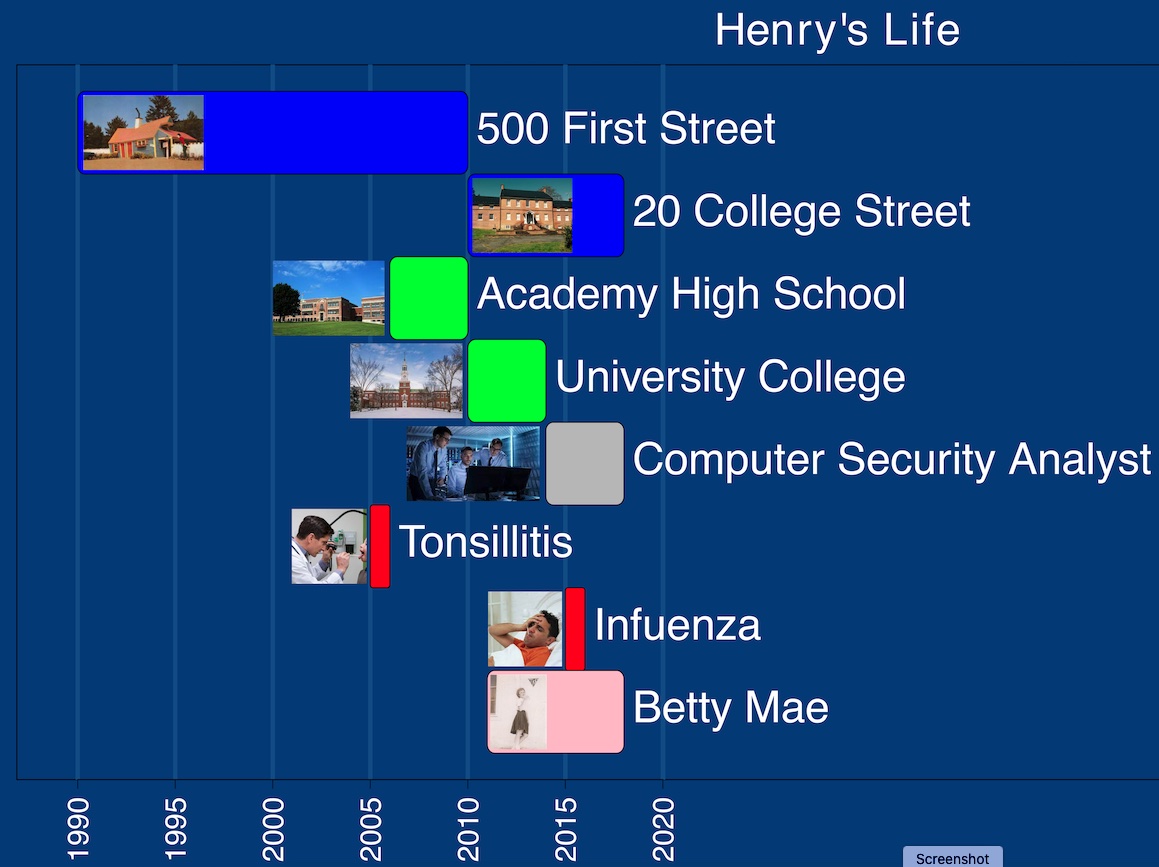 Henry's Life
500 First Street
20 College Street
Academy High School
University College
Computer Security Analyst
Tonsillitis
Infuenza
Betty Mae
1990
1995
2000
2005
2010
2015
2020
Screenshot